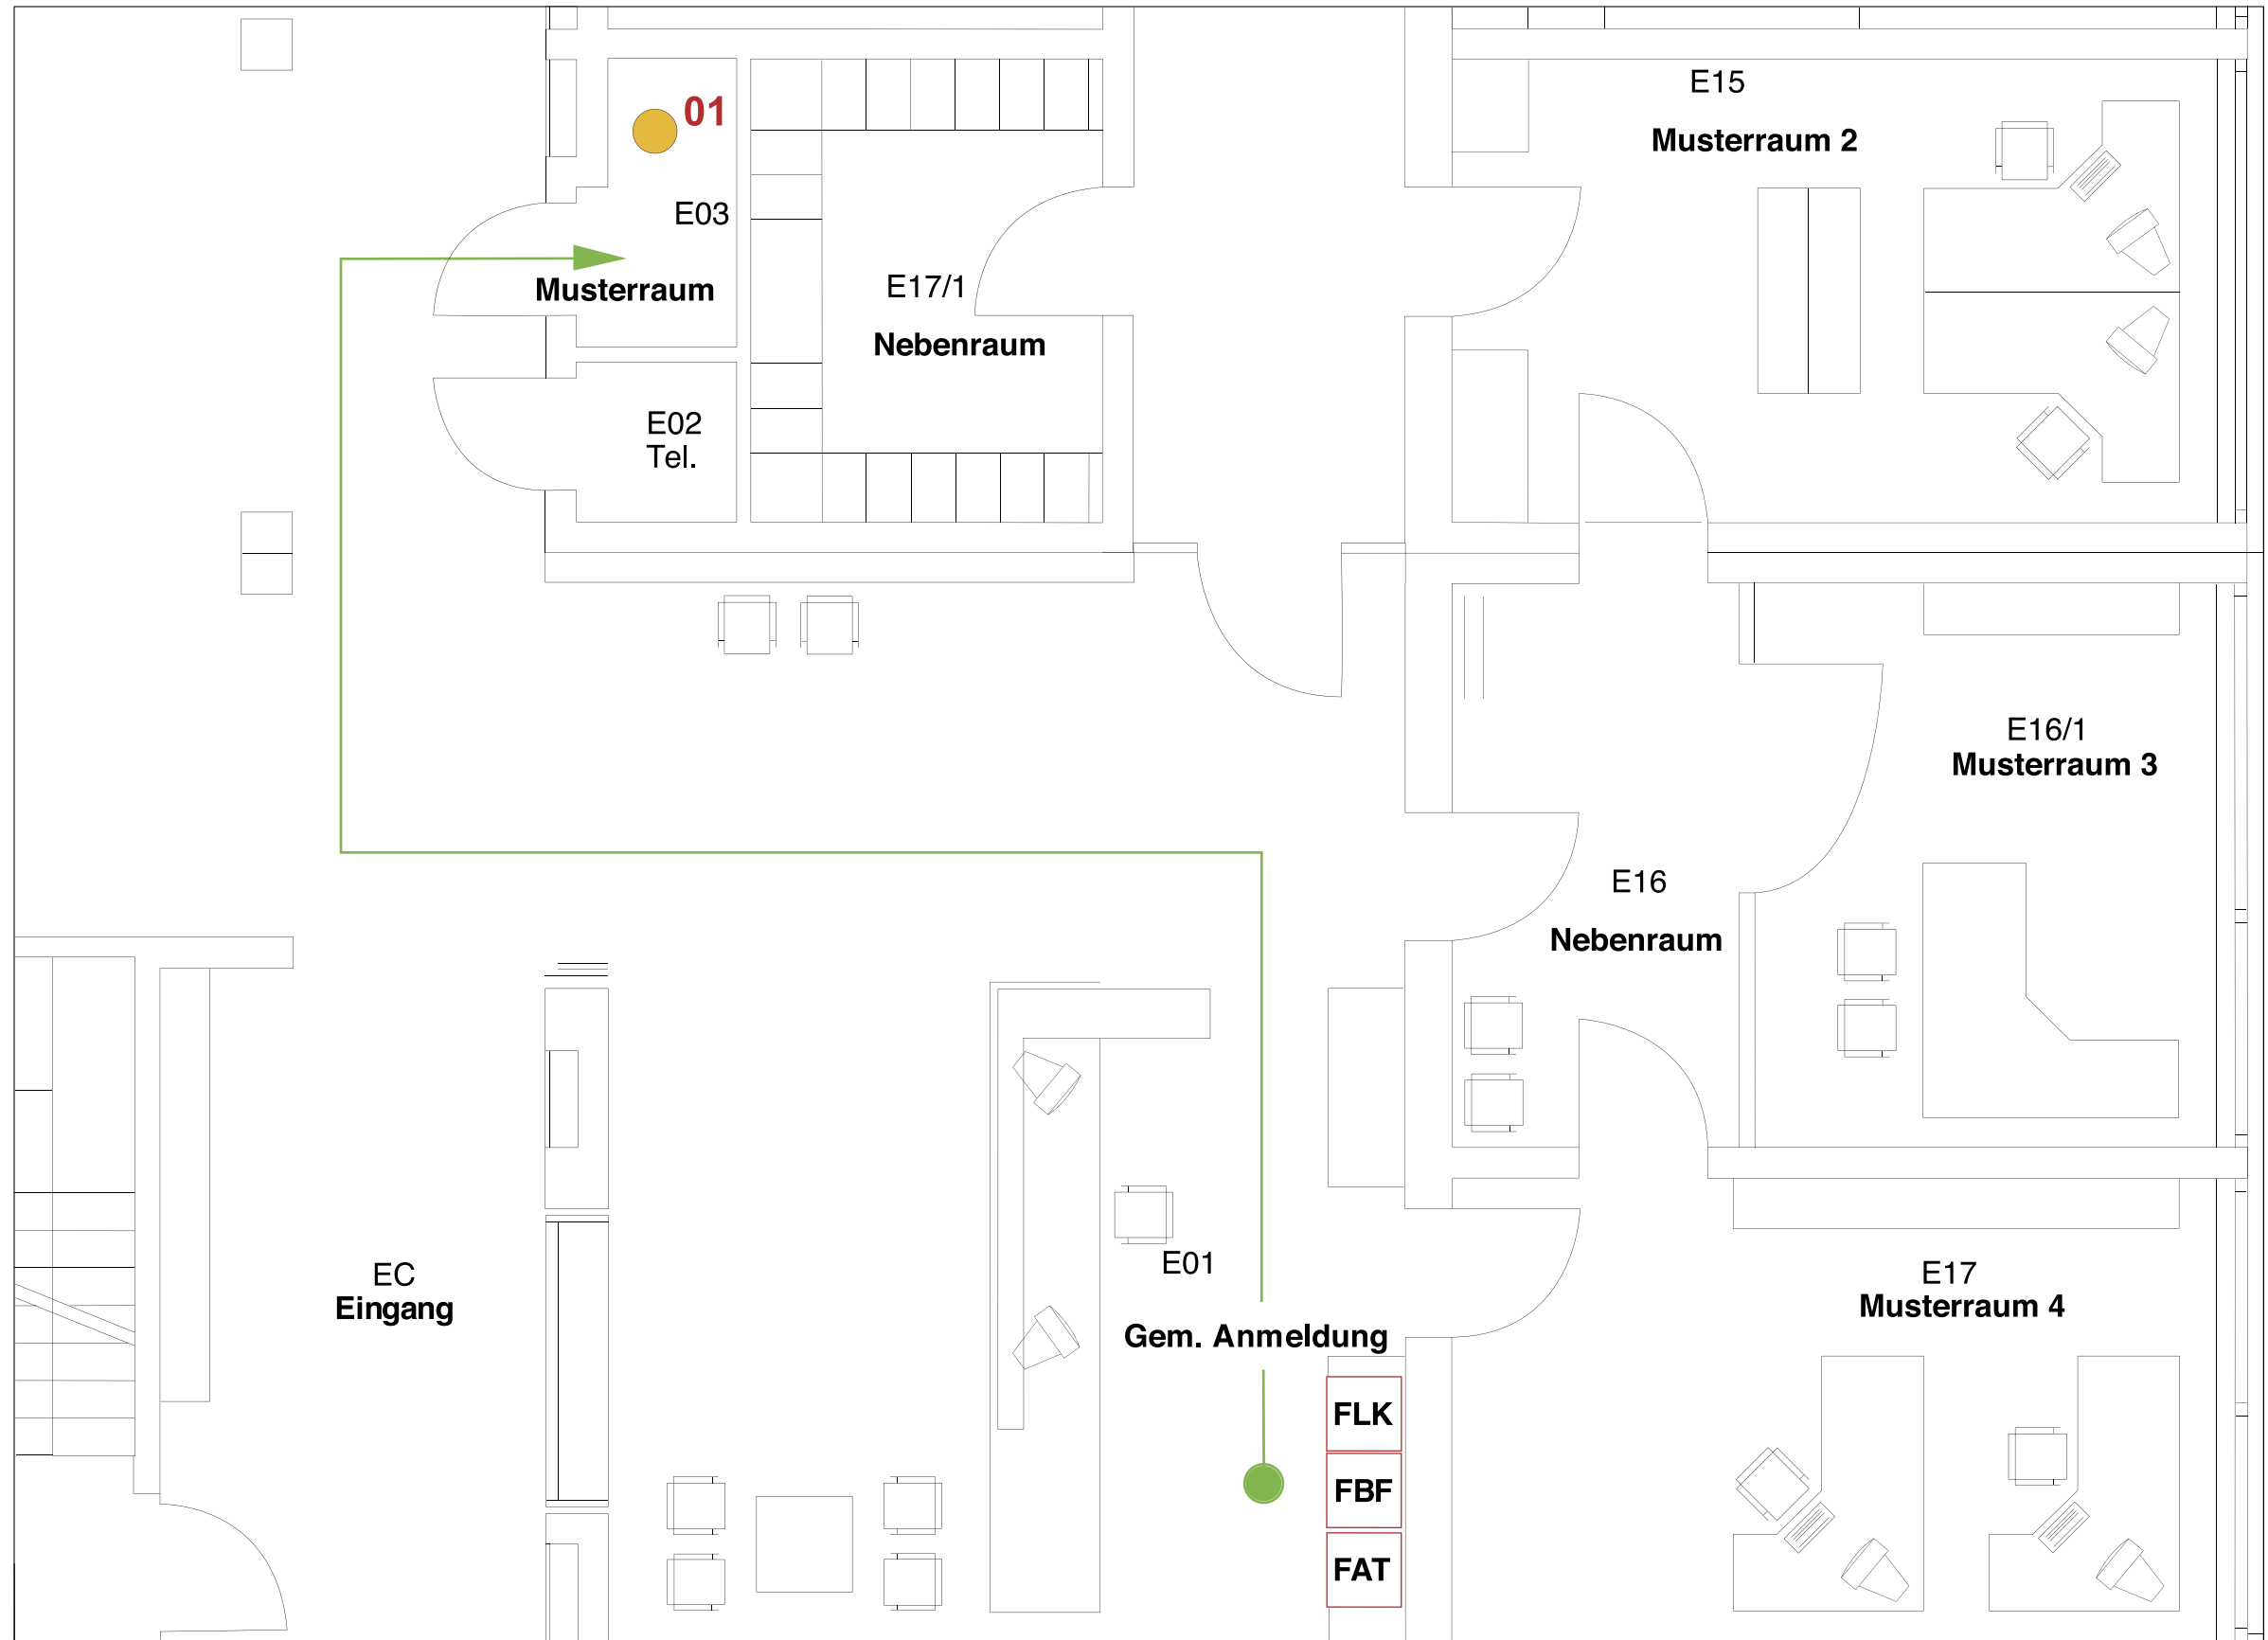 01
E03
Musterraum
E02
Tel.
E17/1
Nebenraum
E15
Musterraum 2
E16/1
Musterraum 3
E16
Nebenraum
EC
Eingang
E01
Gem. Anmeldung
FLK
FBF
FAT
E17
Musterraum 4